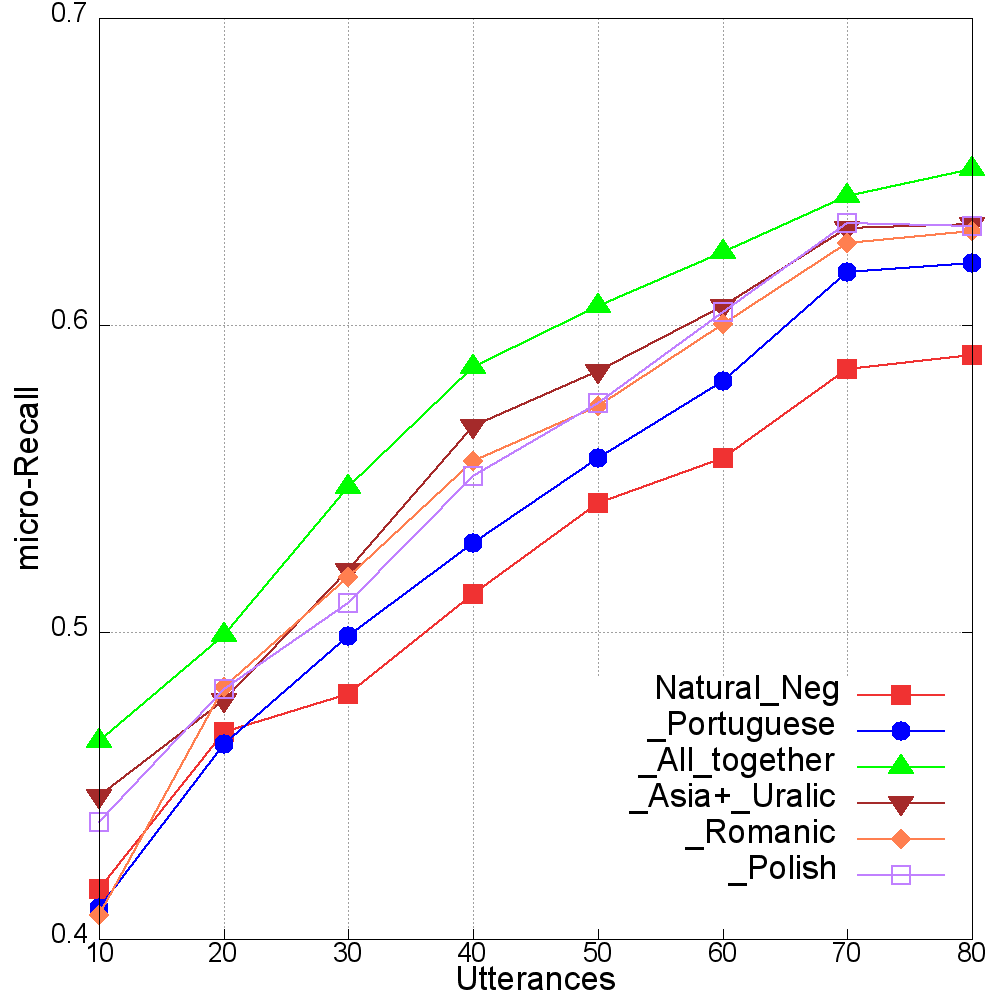 0.7
0.6
0.5
0.4
micro-Recall
Natural_Neg
_Portuguese
_All_together
_Asia+_Uralic
_Romanic
_Polish
10 20 30 40 50 60 70 80
Utterances